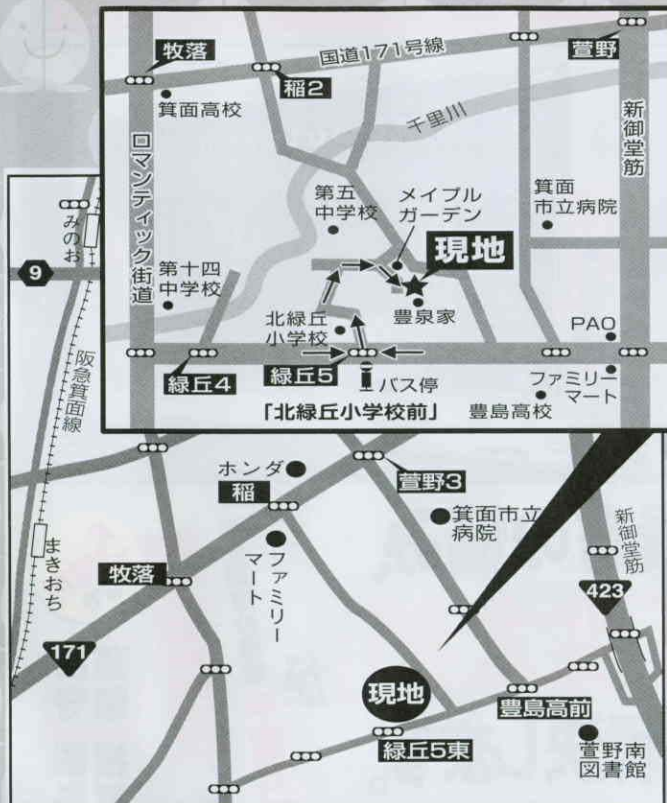 牧落
国道171号線
萱野
稲2
箕面高校
千里川
新御堂筋
ロマンティック街道
第五
中学校
メイプル
ガーデン
箕面
市立病院
現地
第十四
中学校
豊泉家
北緑丘
小学校
PAO
緑丘4
緑丘5
バス停
ファミリー
マート
「北緑丘小学校前」
豊島高校
みのお
9
阪急箕面線
まきおち
ホンダ
稲
萱野3
箕面市立
病院
新御堂筋
ファミリー
マート
牧落
423
171
現地
豊島高前
緑丘5東
萱野南
図書館